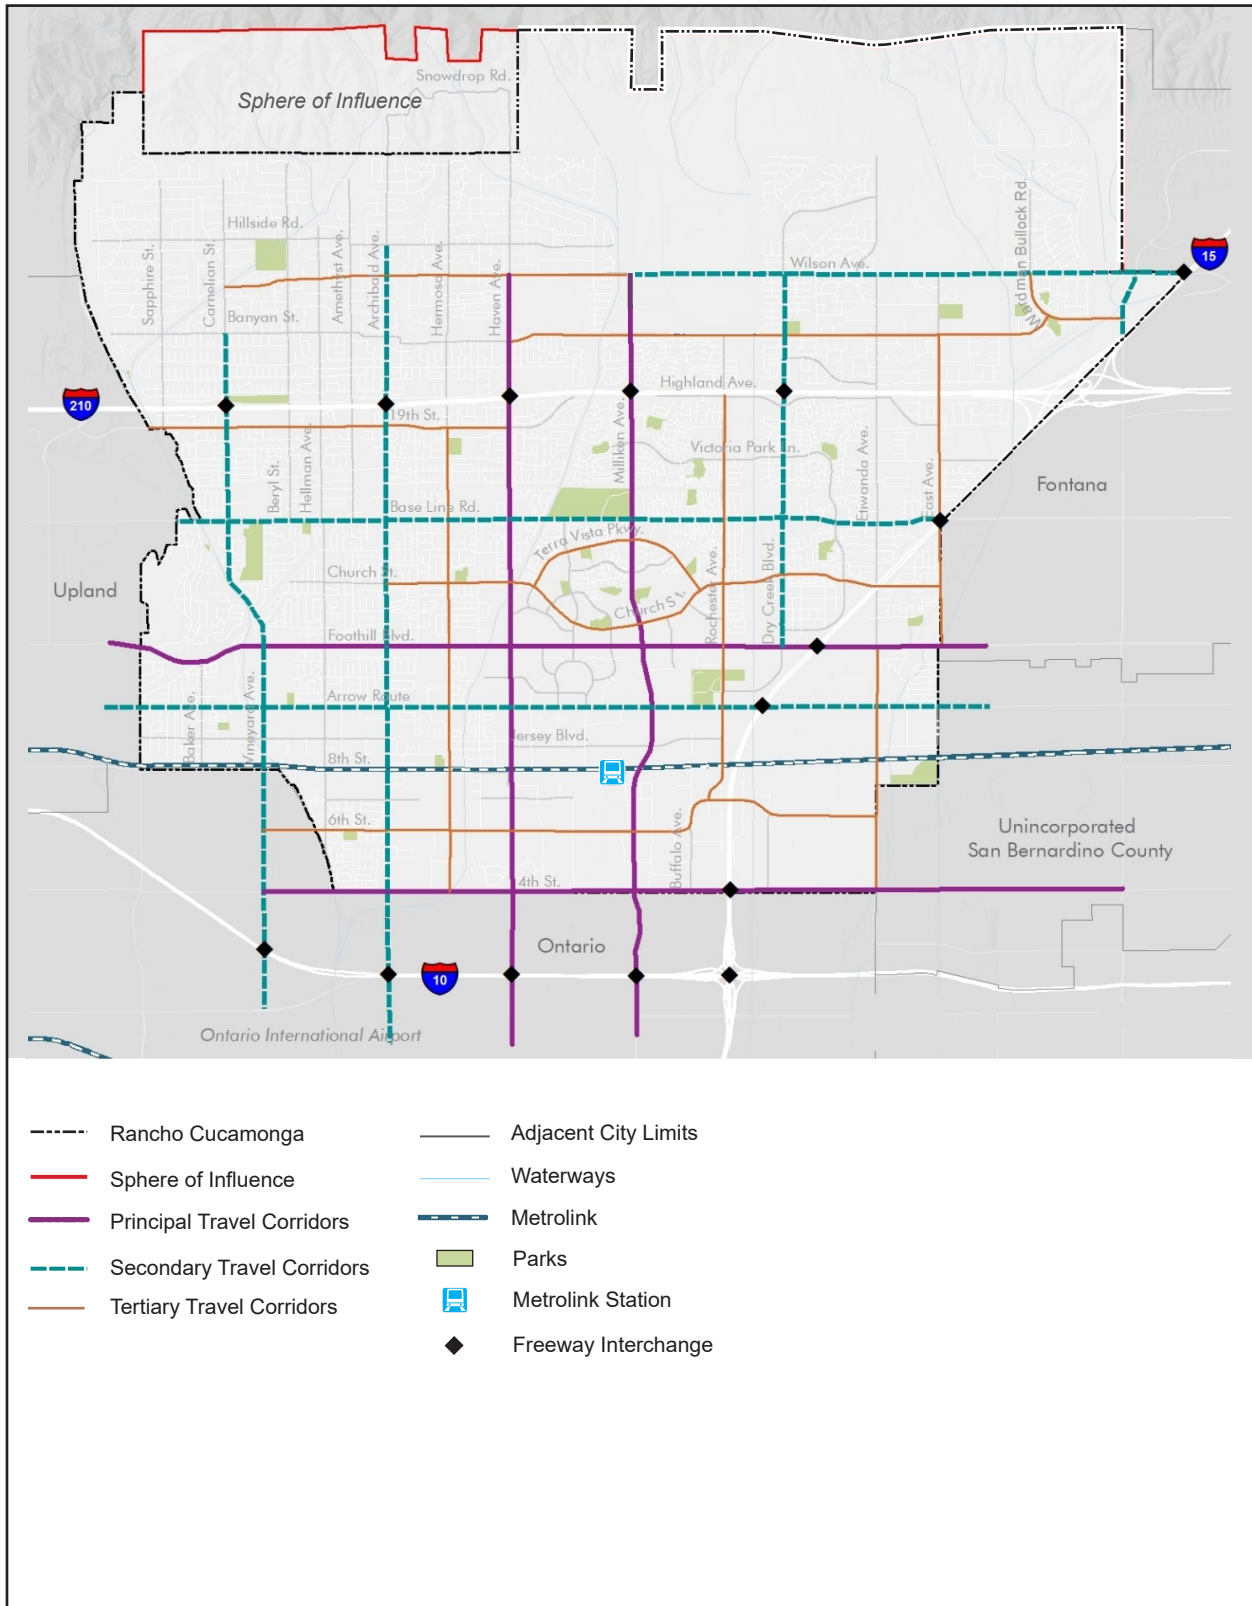 Snowdrop Rd.
Sphere of Influence
Hillside Rd.
Sapphire St.
Carnelian St.
Amethyst Ave.
Archibald Ave.
Hermosa Ave.
Haven Ave.
Wilson Ave.
Wardman Bullock Rd.
15
Banyan St.
Highland Ave.
210
19th St.
Milliken Ave.
Victoria Park Ln.
Beryl St.
Hellman Ave.
Etiwanda Ave.
East Ave.
Fontana
Base Line Rd.
Terra Vista Pkwy.
Upland
Church St.
Church St.
Rochester Ave.
Day Creek Blvd.
Foothill Blvd.
Baker Ave.
Vineyard Ave.
Arrow Route
Jersey Blvd.
8th St.
6th St.
Buffalo Ave.
Unincorporated
San Bernardino County
4th St.
Ontario
10
Ontario International Airport
Rancho Cucamonga
Sphere of Influence
Principal Travel Corridors
Secondary Travel Corridors
Tertiary Travel Corridors
Adjacent City Limits
Waterways
Metrolink
Parks
Metrolink Station
Freeway Interchange